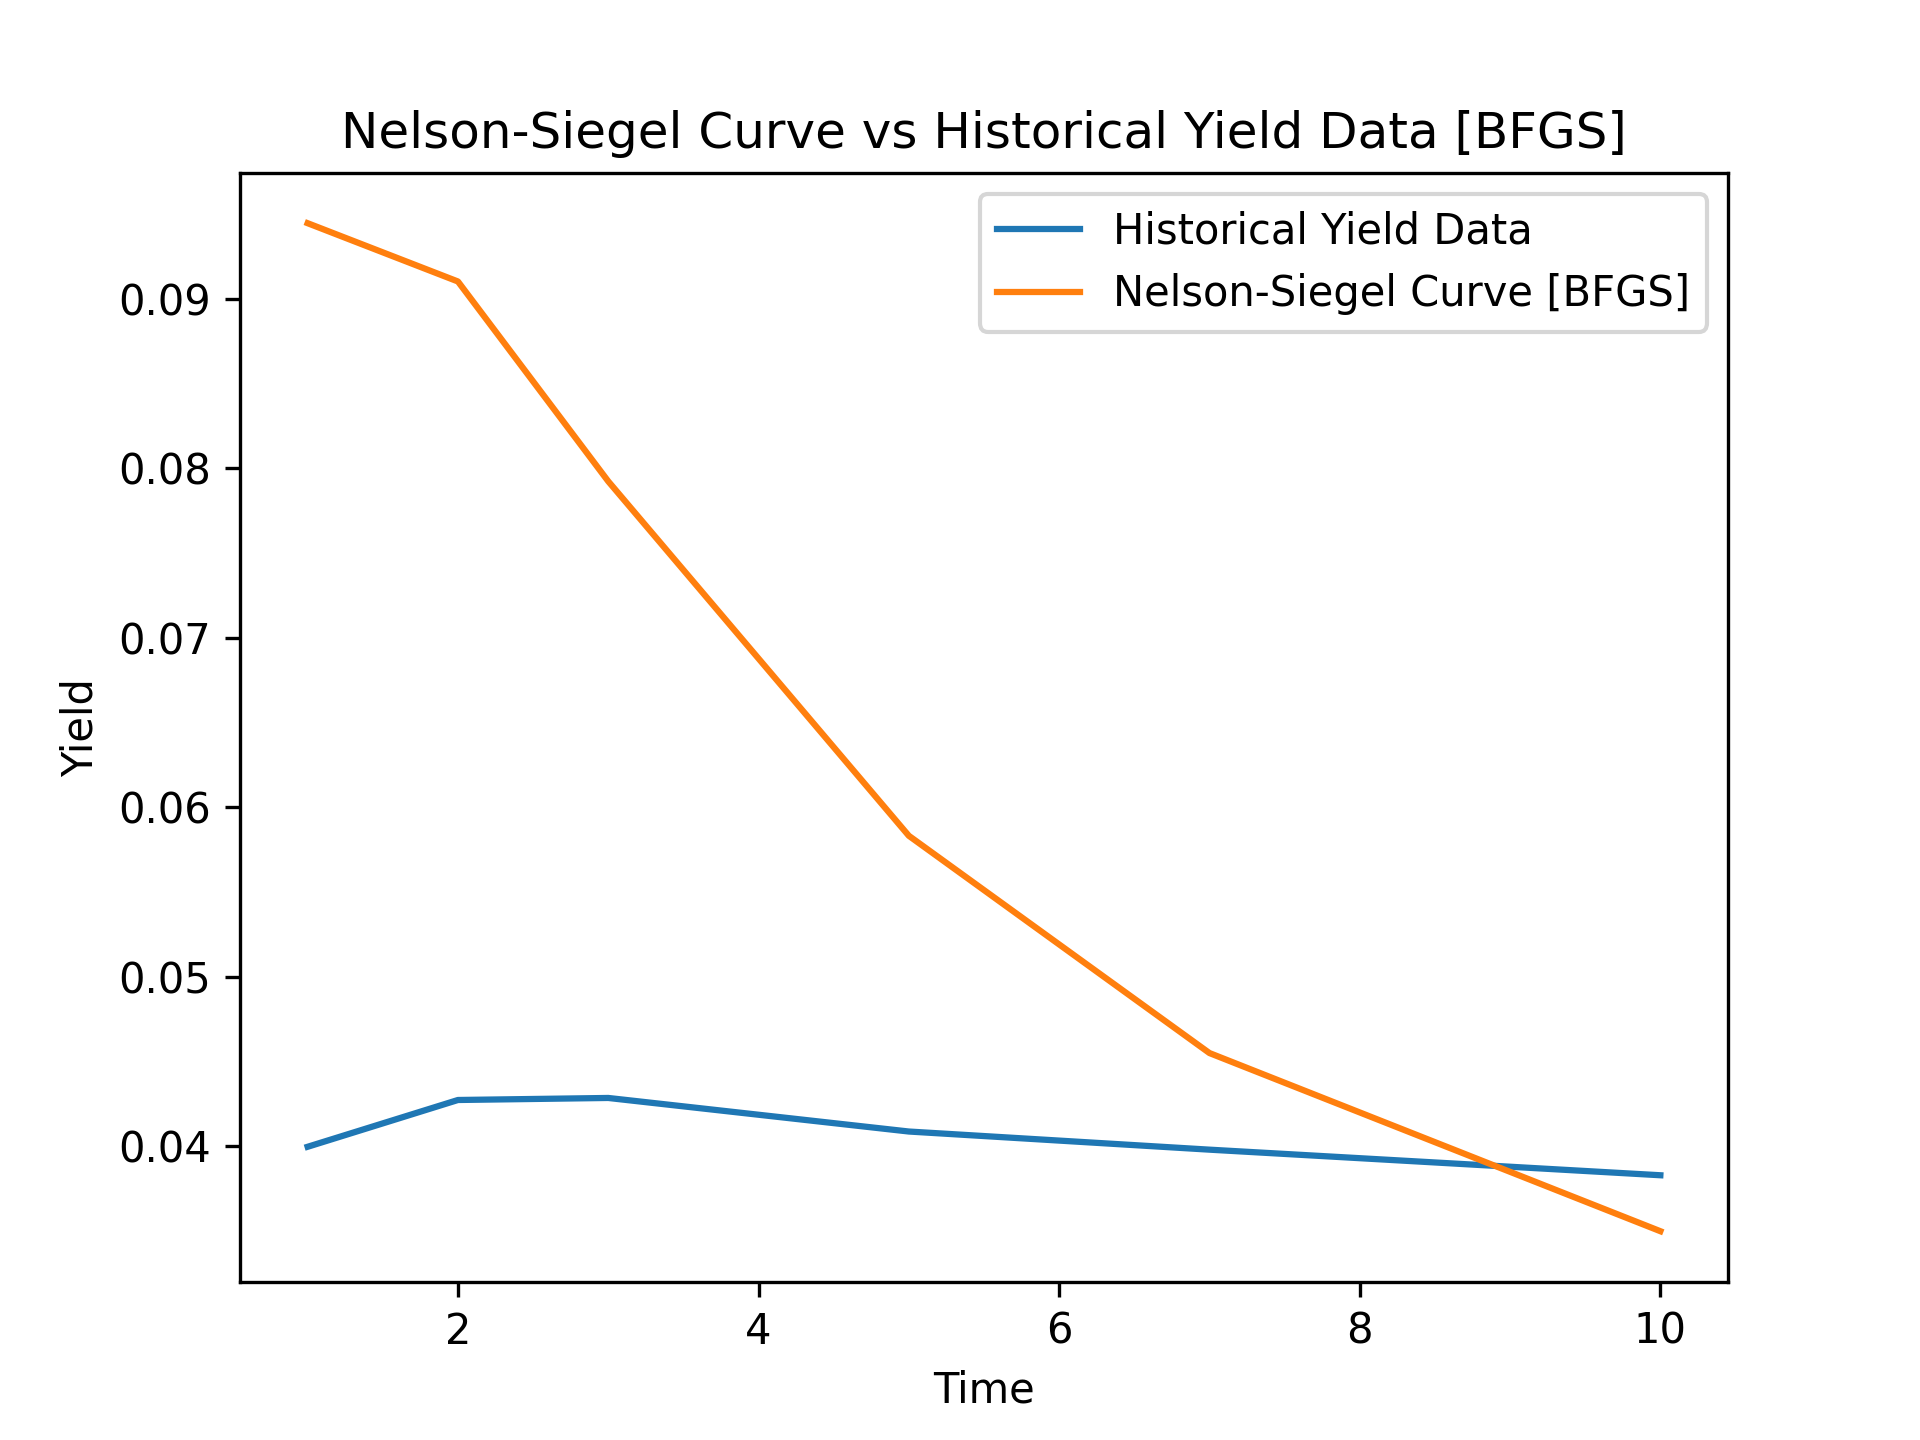 Nelson-Siegel Curve vs Historical Yield Data [BFGS]
Historical Yield Data
Nelson-Siegel Curve [BFGS]
0.09
0.08
0.07
0.06
0.05
0.04
Yield
2 4 6 8 10
Time